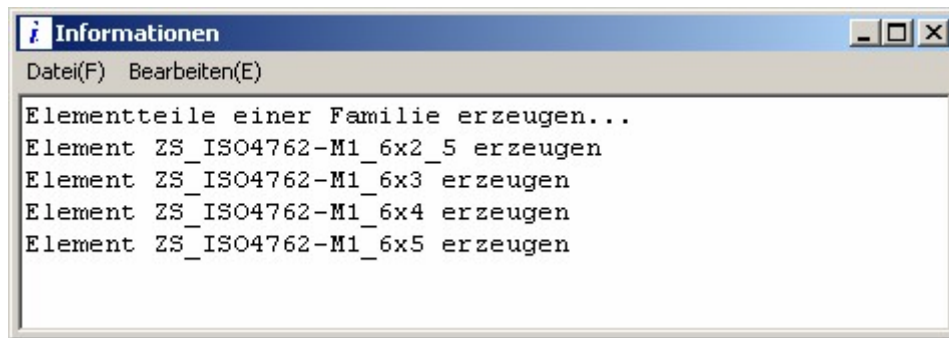 Informationen
Datei(F) Bearbeiten(E)
Elementteile einer Familie erzeugen...
Element ZS_ISO4762-M1_6x2_5 erzeugen
Element ZS_ISO4762-M1_6x3 erzeugen
Element ZS_ISO4762-M1_6x4 erzeugen
Element ZS_ISO4762-M1_6x5 erzeugen